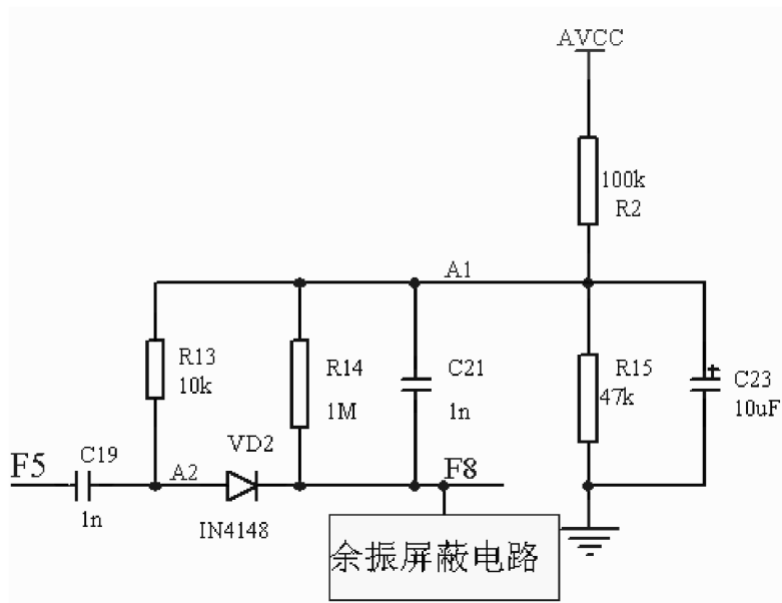 AVCC
100k
R2
A1
R13
10k
R14
1M
C21
1n
R15
47k
C23
10uF
+
VD2
F5
C19
1n
A2
IN4148
F8
余振屏蔽电路